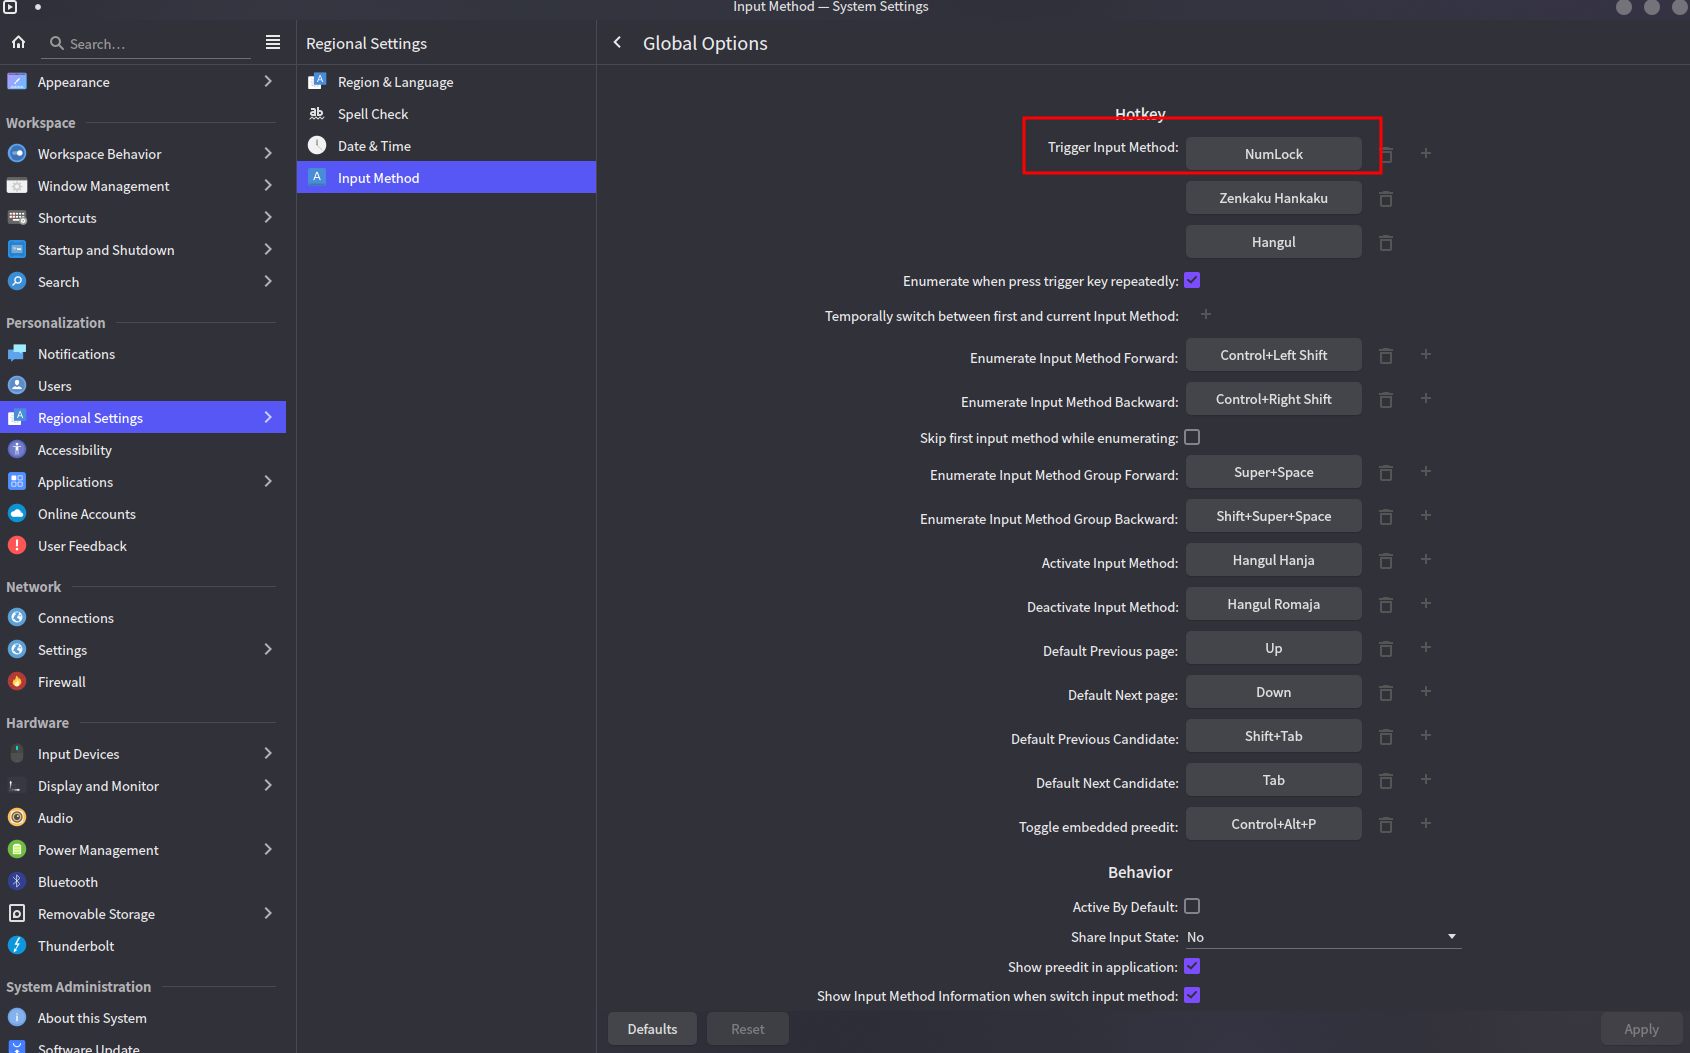 Input Method — System Settings
Search...
Appearance
Workspace
Workspace Behavior
Window Management
Shortcuts
Startup and Shutdown
Search
Personalization
Notifications
Users
Regional Settings
Accessibility
Applications
Online Accounts
User Feedback
Network
Connections
Settings
Firewall
Hardware
Input Devices
Display and Monitor
Audio
Power Management
Bluetooth
Removable Storage
Thunderbolt
System Administration
About this System
Software Update
Regional Settings
Region & Language
Spell Check
Date & Time
Input Method
Global Options
Hotkey
Trigger Input Method: NumLock
Zenkaku Hankaku
Hangul
Enumerate when press trigger key repeatedly:
Temporally switch between first and current Input Method:
Enumerate Input Method Forward: Control+Left Shift
Enumerate Input Method Backward: Control+Right Shift
Skip first input method while enumerating:
Enumerate Input Method Group Forward: Super+Space
Enumerate Input Method Group Backward: Shift+Super+Space
Activate Input Method: Hangul Hanja
Deactivate Input Method: Hangul Romaja
Default Previous page: Up
Default Next page: Down
Default Previous Candidate: Shift+Tab
Default Next Candidate: Tab
Toggle embedded preedit: Control+Alt+P
Behavior
Active By Default:
Share Input State: No
Show preedit in application:
Show Input Method Information when switch input method:
Defaults Reset Apply